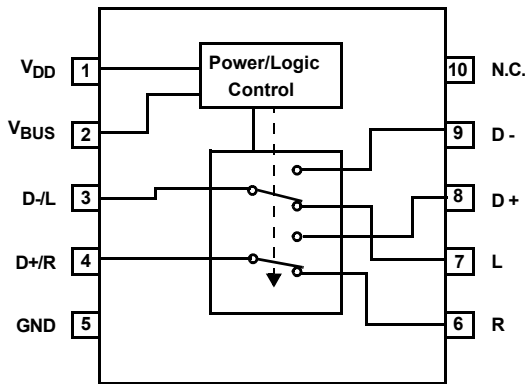 Power/Logic
Control
VDD 1
VBUS 2
D-/L 3
D+/R 4
GND 5
10 N.C.
9 D -
8 D +
7 L
6 R